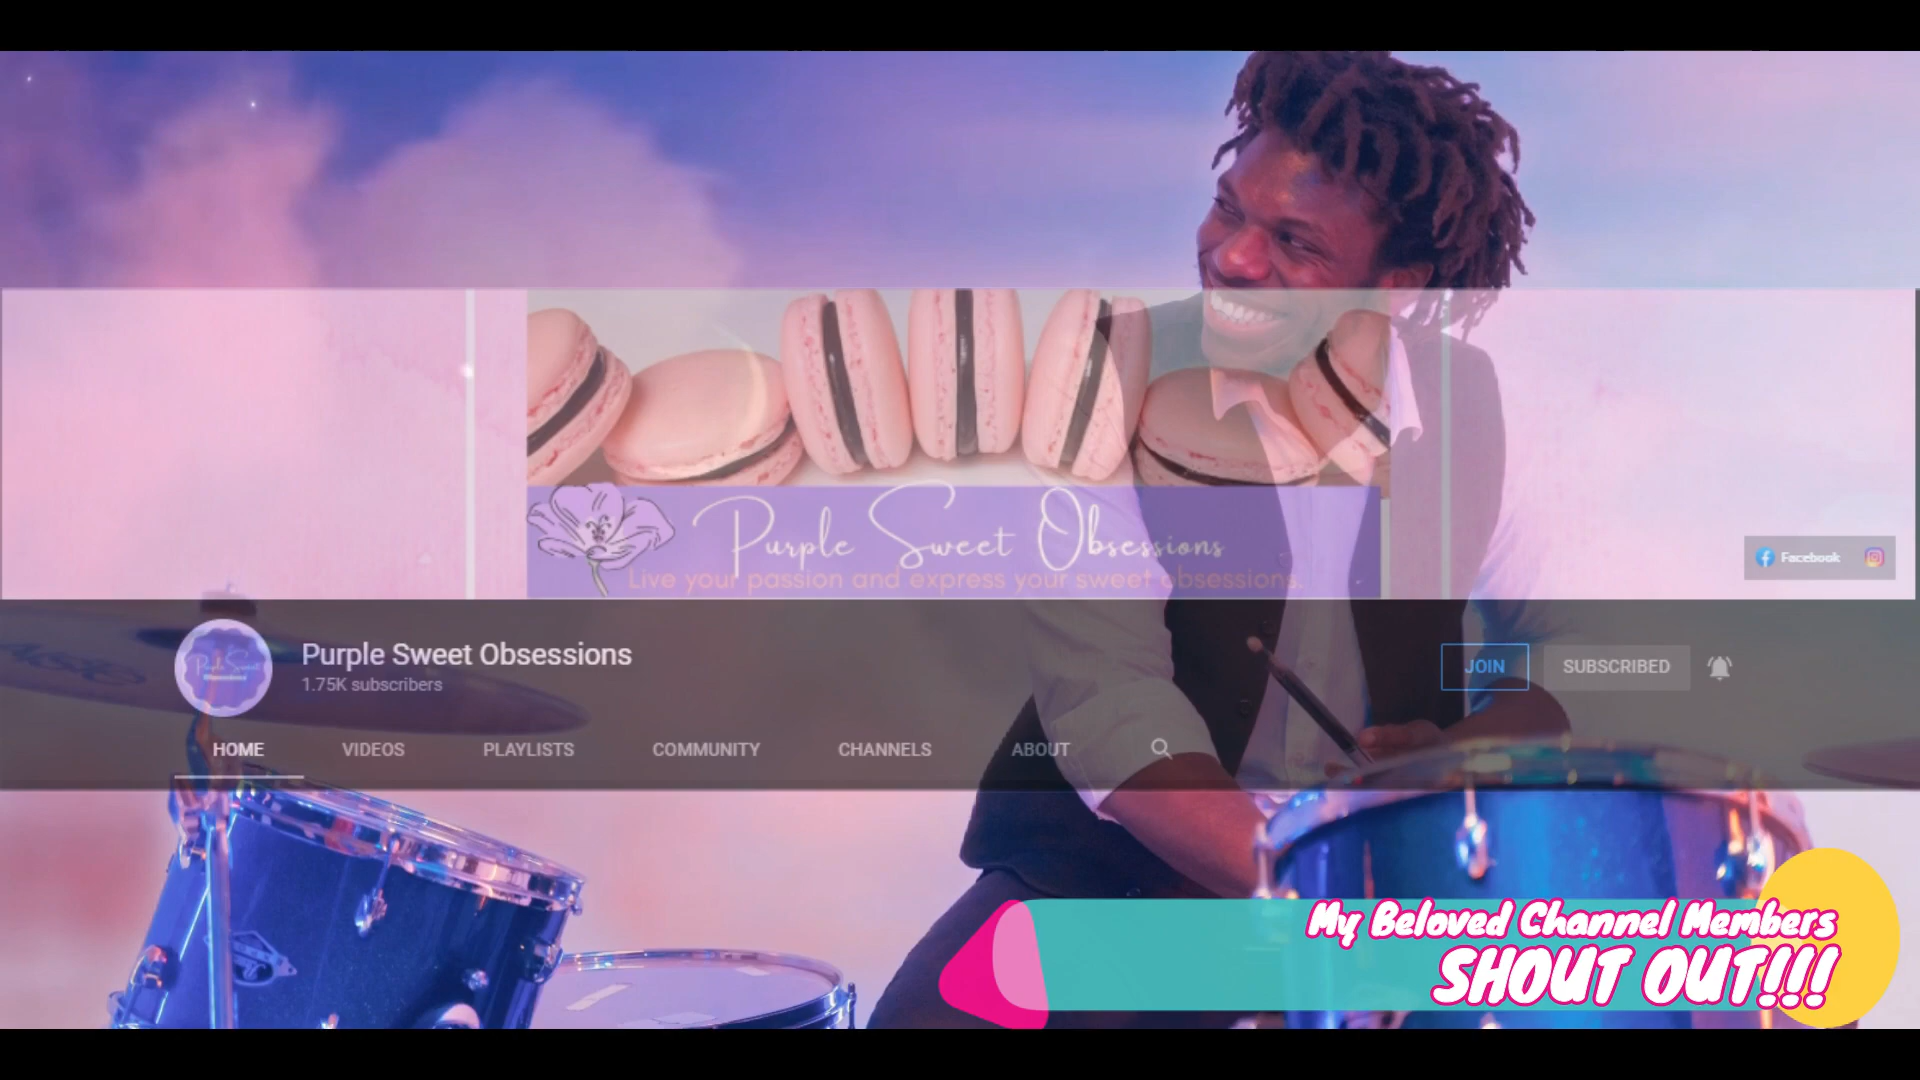 Purple Sweet Obsessions
Live your passion and express your sweet obsessions.
Facebook
Purple Sweet Obsessions
1.75K subscribers
JOIN
SUBSCRIBED
HOME VIDEOS PLAYLISTS COMMUNITY CHANNELS ABOUT
My Beloved Channel Members
SHOUT OUT!!!